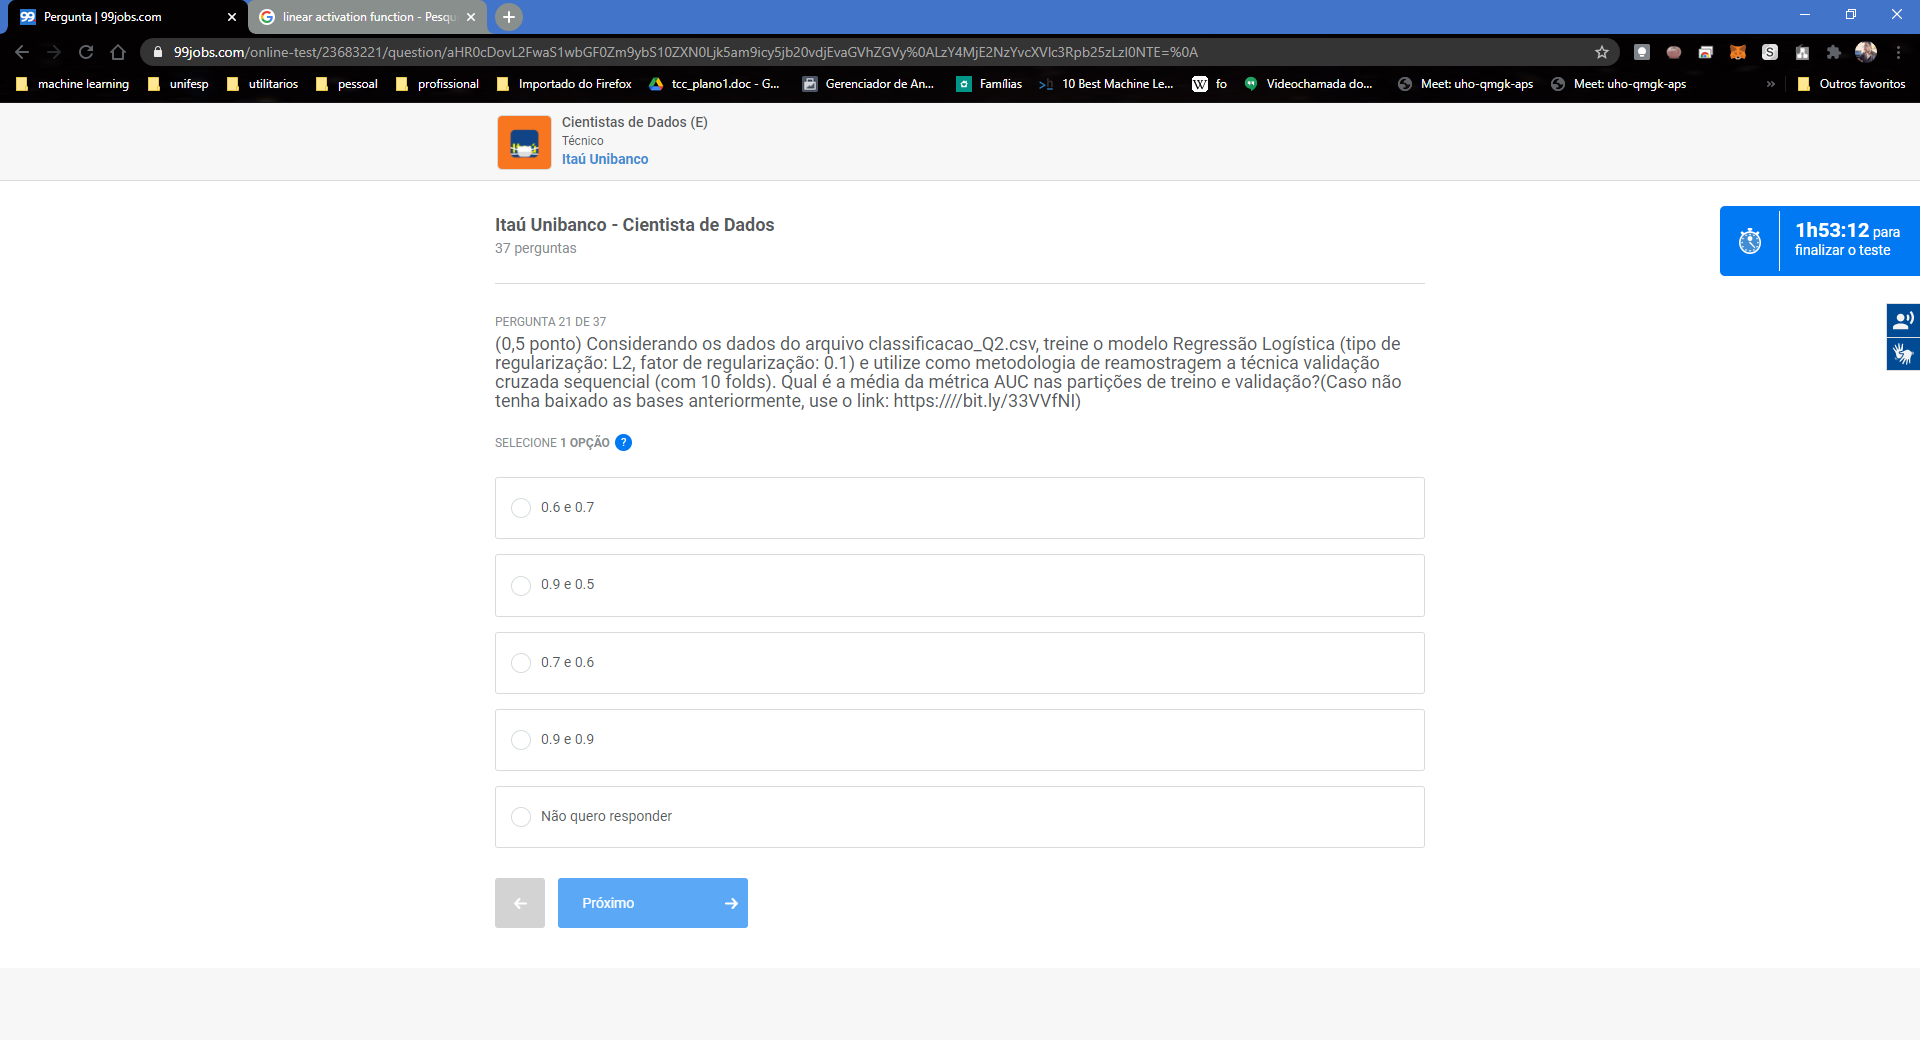 Pergunta | 99jobs.com
linear activation function - Pesqu
99jobs.com/online-test/23683221/question/aHR0cDovL2FwaS1wbGF0Zm9ybS10ZXN0Ljk5am9icy5jb20vdjEvaGVhZGVy%0ALzY4MjE2NzYvcXVlc3Rpb25zLzI0NTE=%0A
machine learning
unifesp
utilitarios
pessoal
profissional
Importado do Firefox
tcc_plano1.doc - G...
Gerenciador de An...
Famílias
10 Best Machine Le...
W fo
Videochamada do...
Meet: uho-qmgk-aps
Meet: uho-qmgk-aps
»
Outros favoritos
Cientistas de Dados (E)
Técnico
Itaú Unibanco
Itaú Unibanco - Cientista de Dados
37 perguntas
1h53:12 para
finalizar o teste
PERGUNTA 21 DE 37
(0,5 ponto) Considerando os dados do arquivo classificacao_Q2.csv, treine o modelo Regressão Logística (tipo de
regularização: L2, fator de regularização: 0.1) e utilize como metodologia de reamostragem a técnica validação
cruzada sequencial (com 10 folds). Qual é a média da métrica AUC nas partições de treino e validação?(Caso não
tenha baixado as bases anteriormente, use o link: https:////bit.ly/33VVfNI)
SELECIONE 1 OPÇÃO ?
0.6 e 0.7
0.9 e 0.5
0.7 e 0.6
0.9 e 0.9
Não quero responder
Próximo